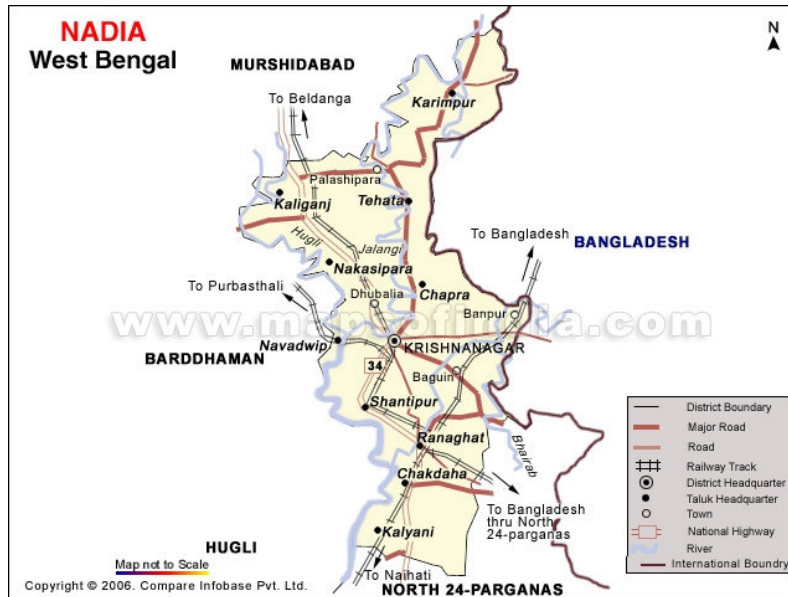 NADIA
West Bengal
N
MURSHIDABAD
To Beldanga
Karimpur
Palashipara
Kaliganj
Tehata
Hugli
Jalangi
To Bangladesh
BANGLADESH
Nakasipara
To Purbasthali
Dhubalia
Chapra
Banpur
www.mapsofindia.com
Navadwip
KRISHNANAGAR
BARDDHAMAN
34
Baguin
Shantipur
Ranaghat
Bhairab
Chakdaha
To Bangladesh
thru North
24-parganas
Kalyani
HUGLI
To Naihati
NORTH 24-PARGANAS
Map not to Scale
Copyright © 2006. Compare Infobase Pvt. Ltd.
District Boundary
Major Road
Road
Railway Track
District Headquarter
Taluk Headquarter
Town
National Highway
River
International Boundry